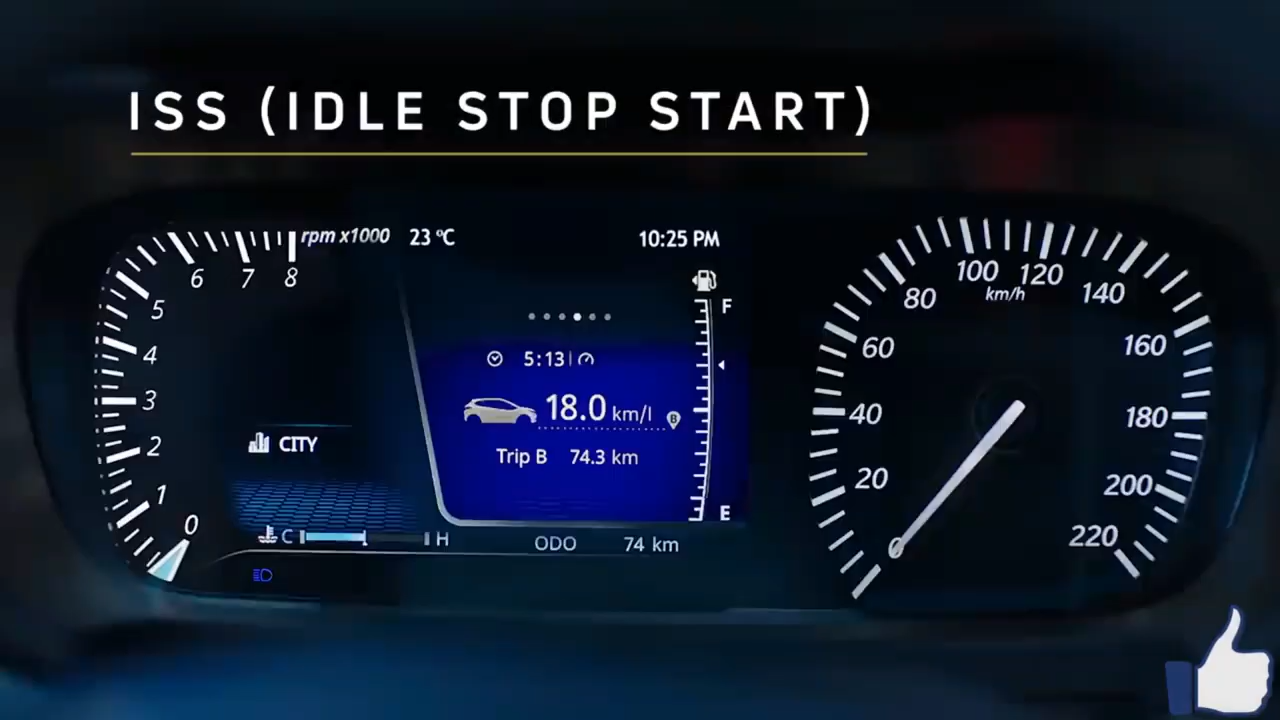 ISS (IDLE STOP START)
rpm x1000 23 °C 10:25 PM
6 7 8
5
4
3
2
1
0
CITY
C H
F
5:13
18.0 km/l
B
Trip B 74.3 km
E
ODO 74 km
0
20
40
60
80
100
120
km/h
140
160
180
200
220